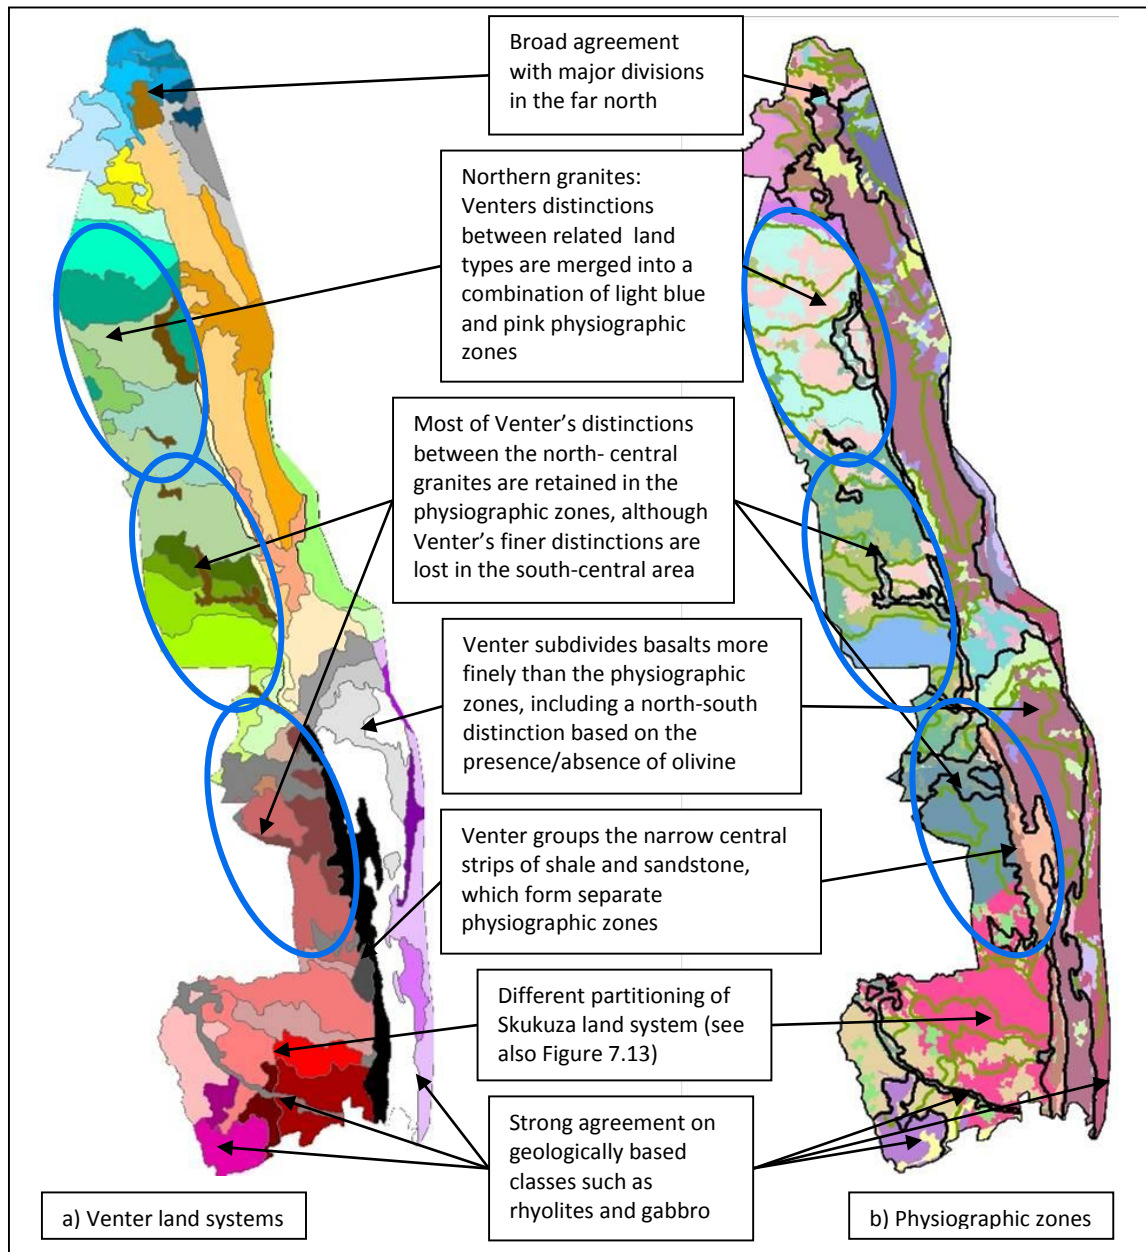 Broad agreement
with major divisions
in the far north
Northern granites:
Venters distinctions
between related land
types are merged into a
combination of light blue
and pink physiographic
zones
Most of Venter's distinctions
between the north- central
granites are retained in the
physiographic zones, although
Venter's finer distinctions are
lost in the south-central area
Venter subdivides basalts more
finely than the physiographic
zones, including a north-south
distinction based on the
presence/absence of olivine
Venter groups the narrow central
strips of shale and sandstone,
which form separate
physiographic zones
Different partitioning of
Skukuza land system (see
also Figure 7.13)
Strong agreement on
geologically based
classes such as
rhyolites and gabbro
a) Venter land systems
b) Physiographic zones